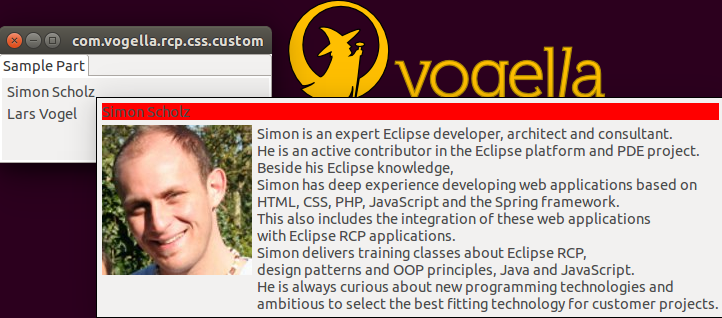 com.vogella.rcp.css.custom
vogella
Sample Part
Simon Scholz
Lars Vogel
Simon Scholz
Simon is an expert Eclipse developer, architect and consultant.
He is an active contributor in the Eclipse platform and PDE project.
Beside his Eclipse knowledge,
Simon has deep experience developing web applications based on
HTML, CSS, PHP, JavaScript and the Spring framework.
This also includes the integration of these web applications
with Eclipse RCP applications.
Simon delivers training classes about Eclipse RCP,
design patterns and OOP principles, Java and JavaScript.
He is always curious about new programming technologies and
ambitious to select the best fitting technology for customer projects.